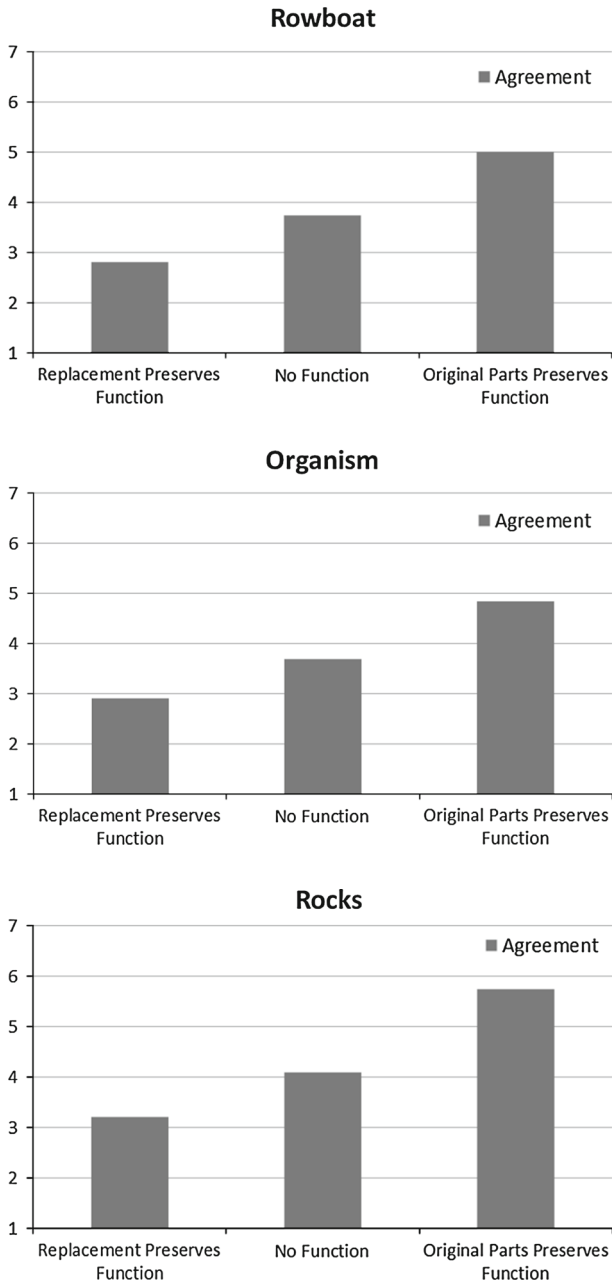 Rowboat
7
Agreement
6
5
4
3
2
1
Replacement Preserves
Function
No Function
Original Parts Preserves
Function
Organism
7
Agreement
6
5
4
3
2
1
Replacement Preserves
Function
No Function
Original Parts Preserves
Function
Rocks
7
Agreement
6
5
4
3
2
1
Replacement Preserves
Function
No Function
Original Parts Preserves
Function